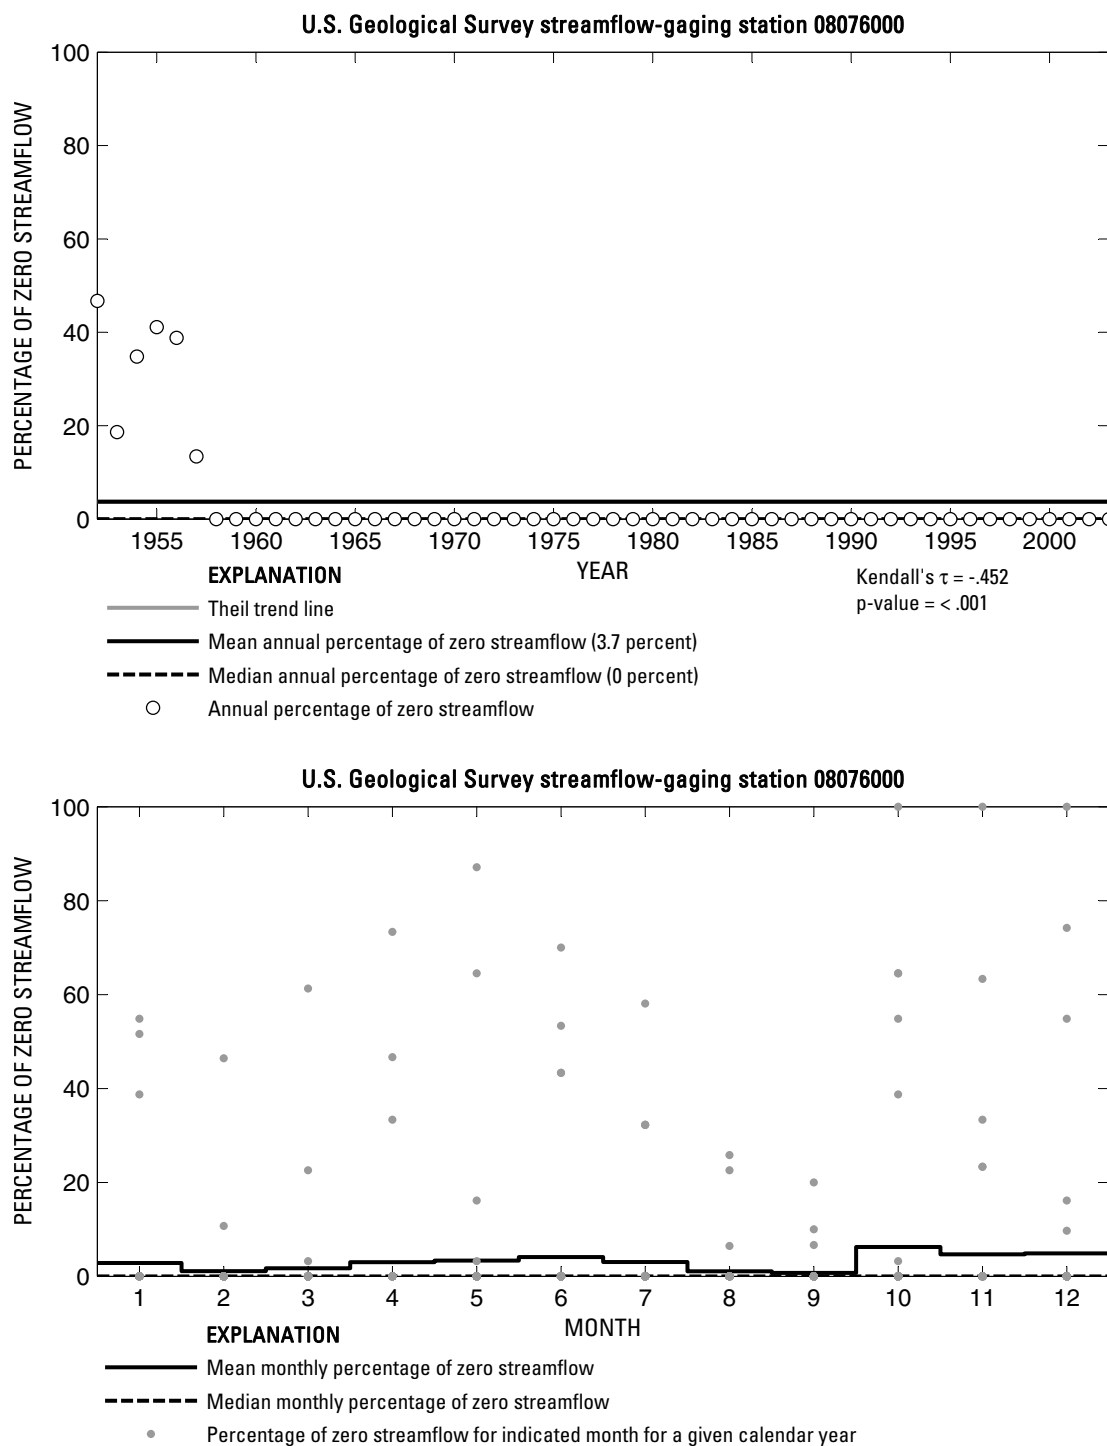 U.S. Geological Survey streamflow-gaging station 08076000
PERCENTAGE OF ZERO STREAMFLOW
100
80
60
40
20
0
1955 1960 1965 1970 1975 1980 1985 1990 1995 2000
YEAR
Kendall's τ = -.452
p-value = < .001
EXPLANATION
Theil trend line
Mean annual percentage of zero streamflow (3.7 percent)
Median annual percentage of zero streamflow (0 percent)
Annual percentage of zero streamflow
U.S. Geological Survey streamflow-gaging station 08076000
PERCENTAGE OF ZERO STREAMFLOW
100
80
60
40
20
0
1 2 3 4 5 6 7 8 9 10 11 12
MONTH
EXPLANATION
Mean monthly percentage of zero streamflow
Median monthly percentage of zero streamflow
Percentage of zero streamflow for indicated month for a given calendar year